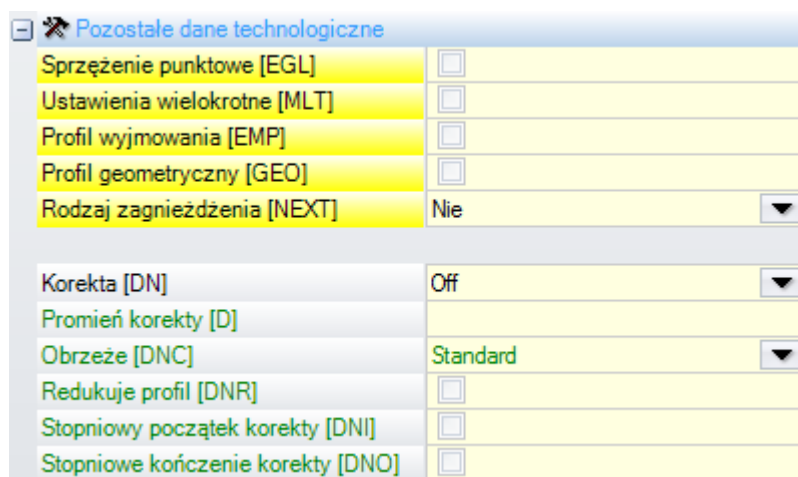 Pozostałe dane technologiczne
Sprzężenie punktowe [EGL]
Ustawienia wielokrotne [MLT]
Profil wyjmowania [EMP]
Profil geometryczny [GEO]
Rodzaj zagnieżdżenia [NEXT] Nie
Korekta [DN] Off
Promień korekty [D]
Obrzeże [DNC] Standard
Redukuje profil [DNR]
Stopniowy początek korekty [DNI]
Stopniowe kończenie korekty [DNO]